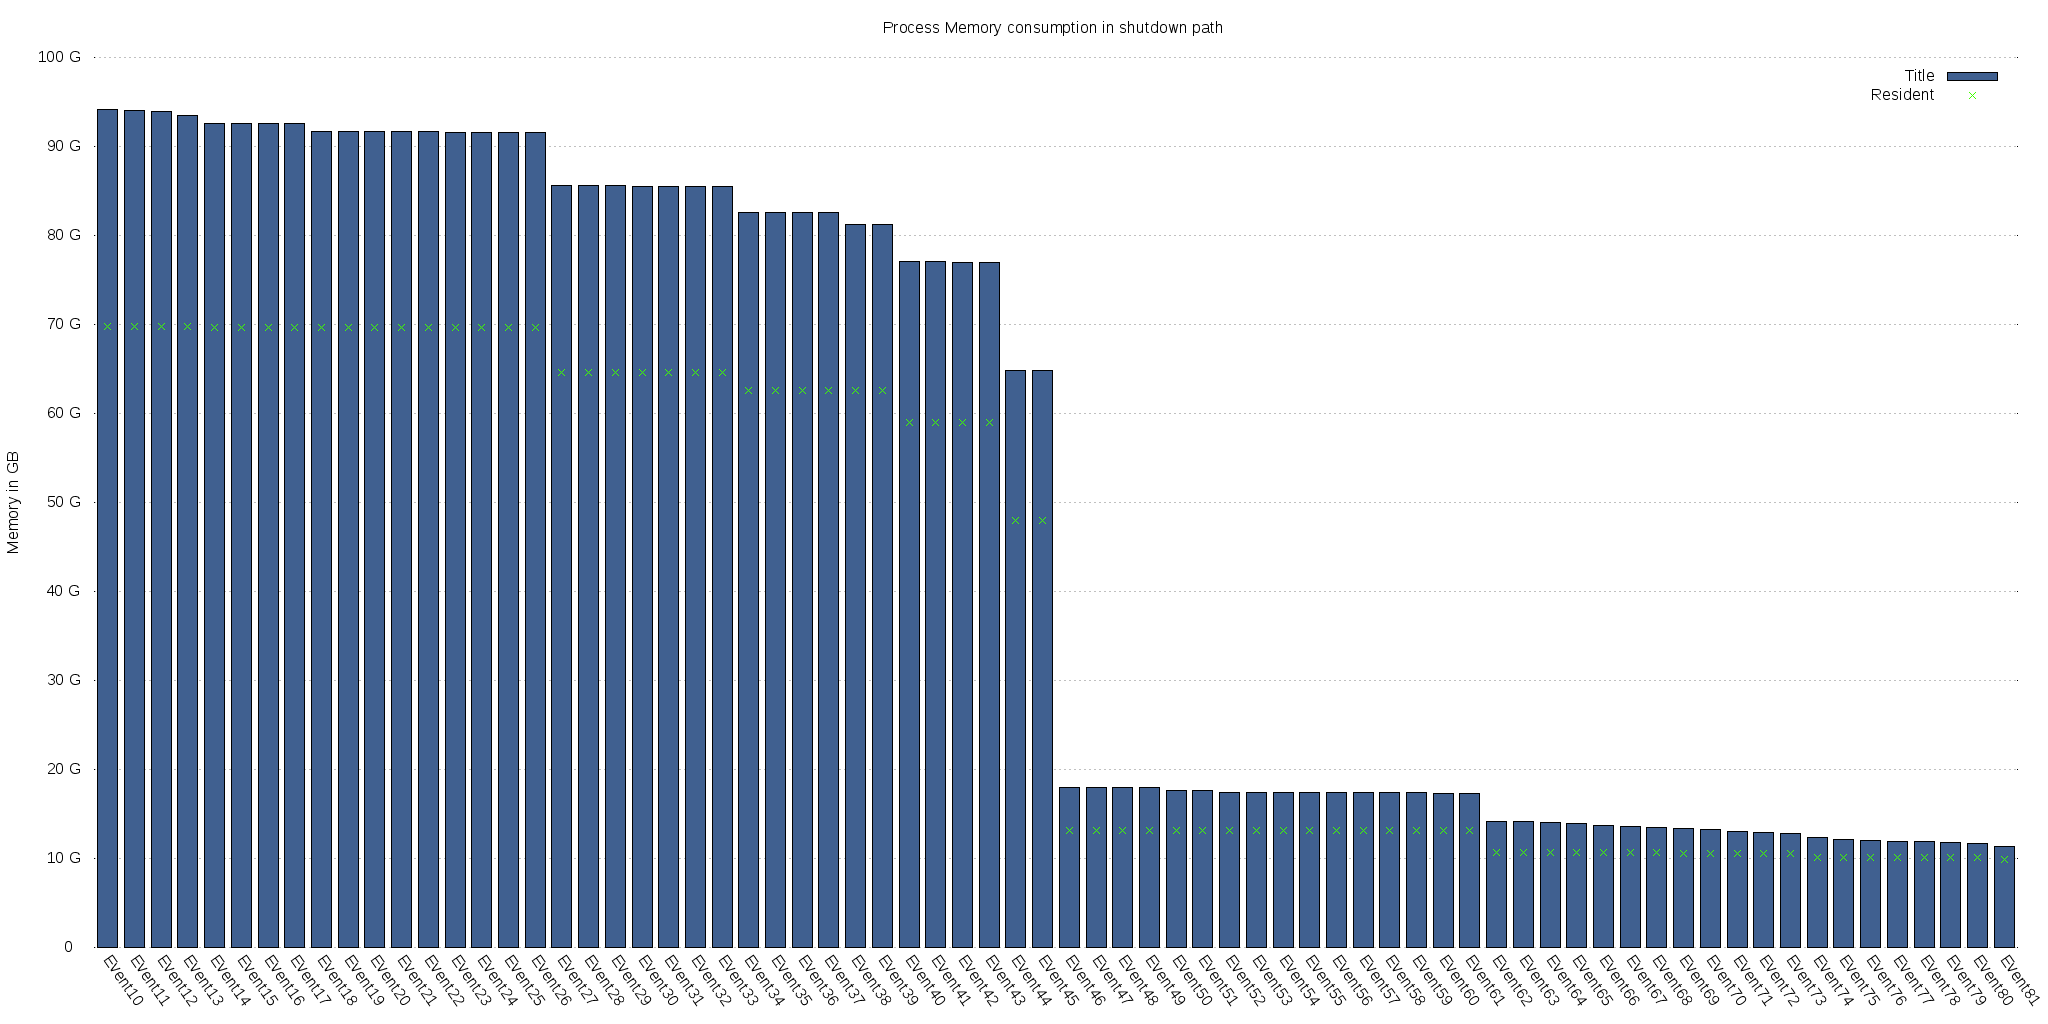 Process Memory consumption in shutdown path
100 G
90 G
80 G
70 G
60 G
50 G
40 G
30 G
20 G
10 G
0
Memory in GB
Title
Resident
Event10
Event11
Event12
Event13
Event14
Event15
Event16
Event17
Event18
Event19
Event20
Event21
Event22
Event23
Event24
Event25
Event26
Event27
Event28
Event29
Event30
Event31
Event32
Event33
Event34
Event35
Event36
Event37
Event38
Event39
Event40
Event41
Event42
Event43
Event44
Event45
Event46
Event47
Event48
Event49
Event50
Event51
Event52
Event53
Event54
Event55
Event56
Event57
Event58
Event59
Event60
Event61
Event62
Event63
Event64
Event65
Event66
Event67
Event68
Event69
Event70
Event71
Event72
Event73
Event74
Event75
Event76
Event77
Event78
Event79
Event80
Event81